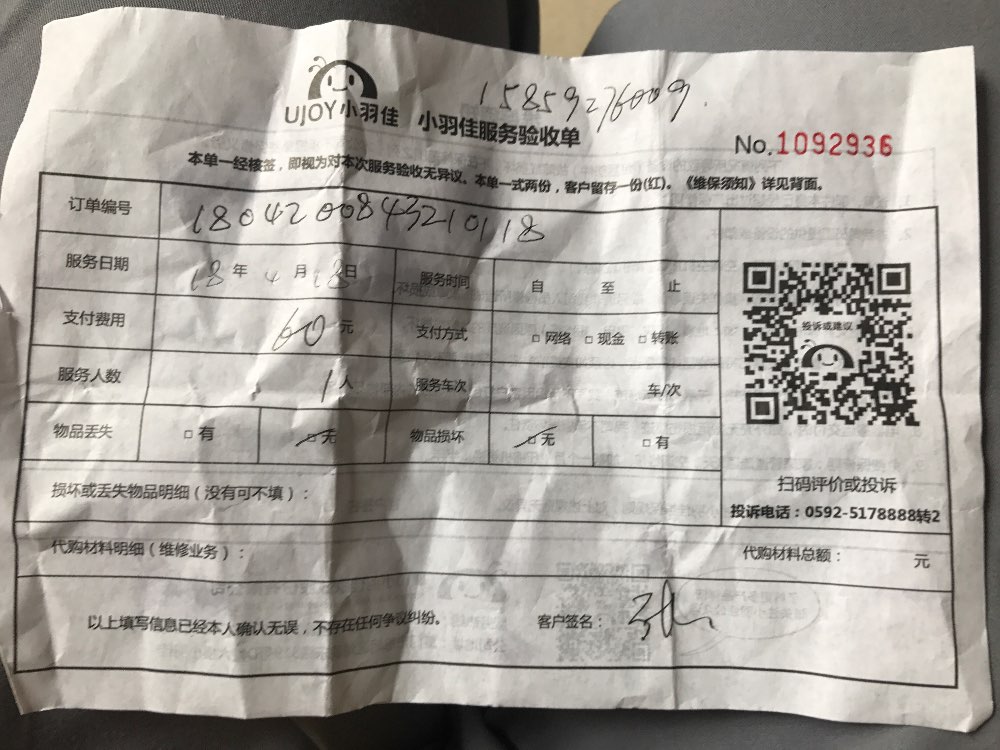 15859276009.
UJOY小羽佳 小羽佳服务验收单
No.1092936
本单一经核签，即视为对本次服务验收无异议。本单一式两份，客户留存一份(红)。《维保须知》详见背面。
订单编号 1804200843210118
服务日期 18年4月18日 服务时间 自 至 止
支付费用 60元 支付方式 □网络 □现金 □转账
服务人数 1人 服务车次 车/次
物品丢失 □有 □无 物品损坏 □无 □有
投诉或建议
扫码评价或投诉
投诉电话：0592-5178888转2
损坏或丢失物品明细（没有可不填）：
代购材料明细（维修业务）： 代购材料总额： 元
以上填写信息已经本人确认无误，不存在任何争议纠纷。 客户签名：